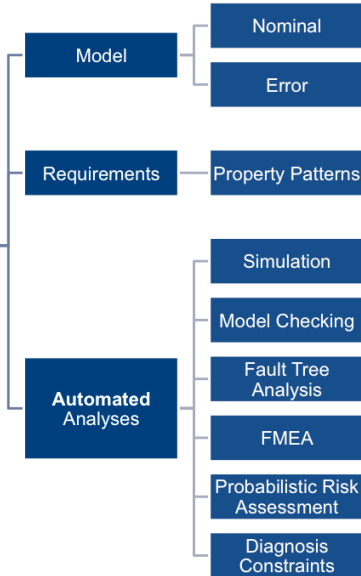 Model
Nominal
Error
Requirements
Property Patterns
Automated
Analyses
Simulation
Model Checking
Fault Tree
Analysis
FMEA
Probabilistic Risk
Assessment
Diagnosis
Constraints